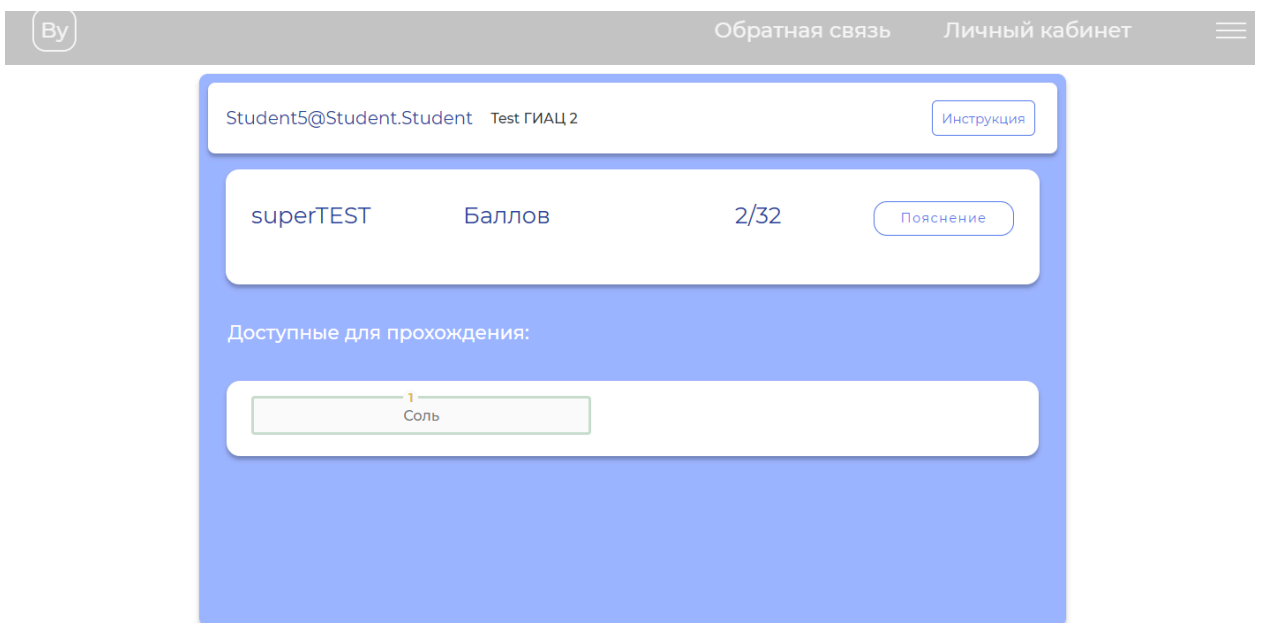 By Обратная связь Личный кабинет
Student5@Student.Student Test ГИАЦ 2 Инструкция
superTEST Баллов 2/32 Пояснение
Доступные для прохождения:
1
Соль